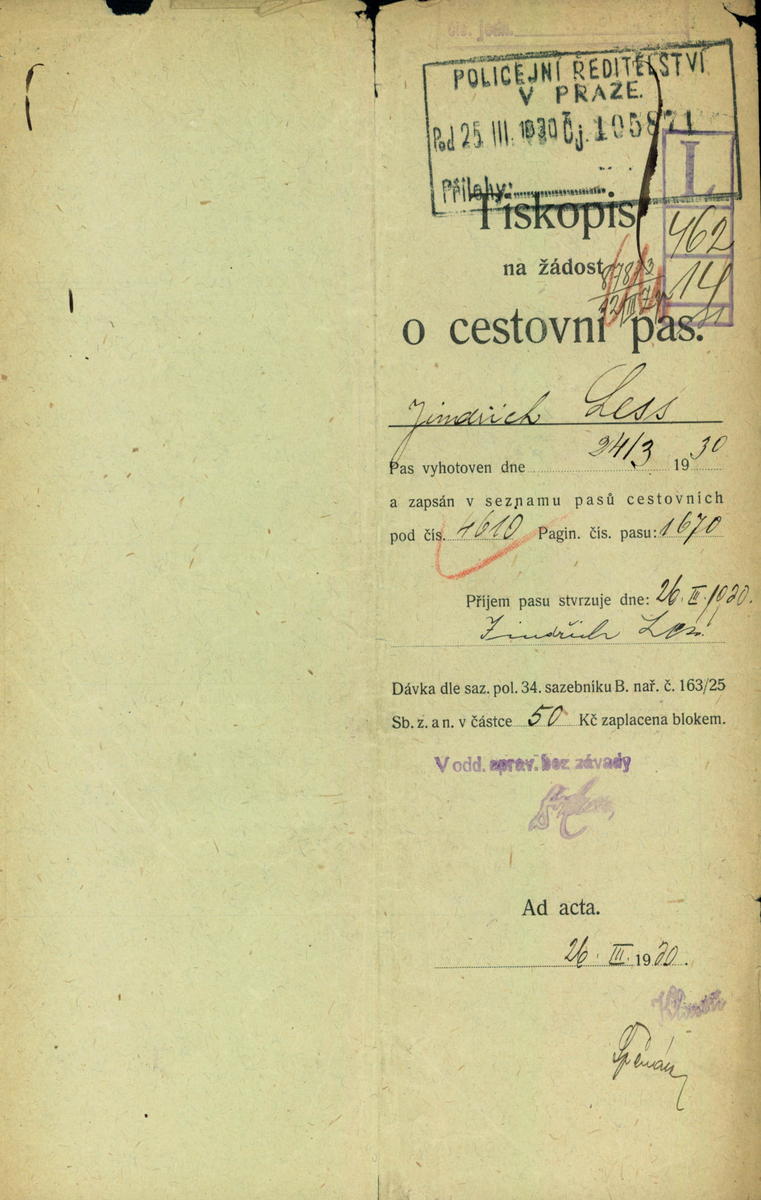 čís. jedn.
POLICEJNÍ ŘEDITELSTVÍ
V PRAZE.
Pod 25 III. 1930 Čj. 105871
Přílohy:
L
462
14
Tiskopis
na žádost
o cestovní pas.
Jindřich Less
Pas vyhotoven dne 24/3 1930
a zapsán v seznamu pasů cestovních
pod čís. 4610 Pagin. čís. pasu: 1670
Příjem pasu stvrzuje dne: 26. III. 1930.
Jindřich Less
Dávka dle saz. pol. 34. sazebníku B. nař. č. 163/25
Sb. z. a n. v částce 50 Kč zaplacena blokem.
V odd. zprav. bez závady
Ad acta.
26. III. 1930.